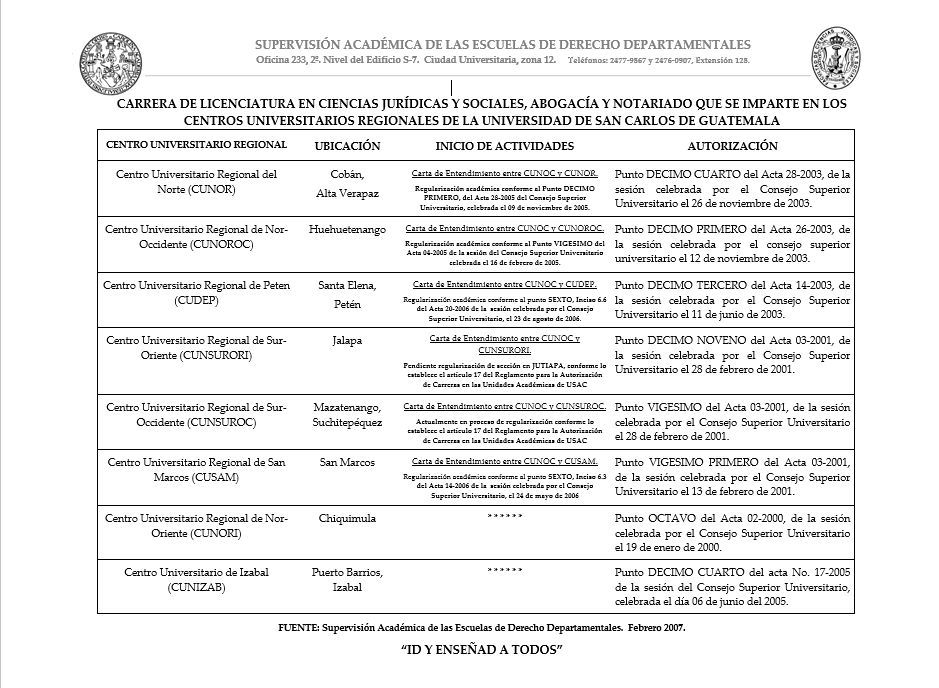 SUPERVISIÓN ACADÉMICA DE LAS ESCUELAS DE DERECHO DEPARTAMENTALES
Oficina 233, 2º. Nivel del Edificio S-7. Ciudad Universitaria, zona 12. Teléfonos: 2477-9867 y 2476-0907, Extensión 128.
CARRERA DE LICENCIATURA EN CIENCIAS JURÍDICAS Y SOCIALES, ABOGACÍA Y NOTARIADO QUE SE IMPARTE EN LOS
CENTROS UNIVERSITARIOS REGIONALES DE LA UNIVERSIDAD DE SAN CARLOS DE GUATEMALA
CENTRO UNIVERSITARIO REGIONAL UBICACIÓN INICIO DE ACTIVIDADES AUTORIZACIÓN
Centro Universitario Regional del
Norte (CUNOR)
Cobán,
Alta Verapaz
Carta de Entendimiento entre CUNOC y CUNOR.
Regularización académica conforme al Punto DECIMO
PRIMERO, del Acta 28-2005 del Consejo Superior
Universitario, celebrada el 09 de noviembre de 2005.
Punto DECIMO CUARTO del Acta 28-2003, de la
sesión celebrada por el Consejo Superior
Universitario el 26 de noviembre de 2003.
Centro Universitario Regional de Nor-
Occidente (CUNOROC)
Huehuetenango
Carta de Entendimiento entre CUNOC y CUNOROC.
Regularización académica conforme al Punto VIGESIMO del
Acta 04-2005 de la sesión del Consejo Superior Universitario
celebrada el 16 de febrero de 2005.
Punto DECIMO PRIMERO del Acta 26-2003, de
la sesión celebrada por el consejo superior
universitario el 12 de noviembre de 2003.
Centro Universitario Regional de Peten
(CUDEP)
Santa Elena,
Petén
Carta de Entendimiento entre CUNOC y CUDEP.
Regularización académica conforme al punto SEXTO, Inciso 6.6
del Acta 20-2006 de la sesión celebrada por el Consejo
Superior Universitario, el 23 de agosto de 2006.
Punto DECIMO TERCERO del Acta 14-2003, de
la sesión celebrada por el Consejo Superior
Universitario el 11 de junio de 2003.
Centro Universitario Regional de Sur-
Oriente (CUNSURORI)
Jalapa
Carta de Entendimiento entre CUNOC y
CUNSURORI.
Pendiente regularización de sección en JUTIAPA, conforme lo
establece el artículo 17 del Reglamento para la Autorización
de Carreras en las Unidades Académicas de USAC
Punto DECIMO NOVENO del Acta 03-2001, de
la sesión celebrada por el Consejo Superior
Universitario el 28 de febrero de 2001.
Centro Universitario Regional de Sur-
Occidente (CUNSUROC)
Mazatenango,
Suchitepéquez
Carta de Entendimiento entre CUNOC y CUNSUROC.
Actualmente en proceso de regularización conforme lo
establece el artículo 17 del Reglamento para la Autorización
de Carreras en las Unidades Académicas de USAC
Punto VIGESIMO del Acta 03-2001, de la sesión
celebrada por el Consejo Superior Universitario
el 28 de febrero de 2001.
Centro Universitario Regional de San
Marcos (CUSAM)
San Marcos
Carta de Entendimiento entre CUNOC y CUSAM.
Regularización académica conforme al punto SEXTO, Inciso 6.3
del Acta 14-2006 de la sesión celebrada por el Consejo
Superior Universitario, el 24 de mayo de 2006
Punto VIGESIMO PRIMERO del Acta 03-2001,
de la sesión celebrada por el Consejo Superior
Universitario el 13 de febrero de 2001.
Centro Universitario Regional de Nor-
Oriente (CUNORI)
Chiquimula
******
Punto OCTAVO del Acta 02-2000, de la sesión
celebrada por el Consejo Superior Universitario
el 19 de enero de 2000.
Centro Universitario de Izabal
(CUNIZAB)
Puerto Barrios,
Izabal
******
Punto DECIMO CUARTO del acta No. 17-2005
de la sesión del Consejo Superior Universitario,
celebrada el día 06 de junio del 2005.
FUENTE: Supervisión Académica de las Escuelas de Derecho Departamentales. Febrero 2007.
“ID Y ENSEÑAD A TODOS”